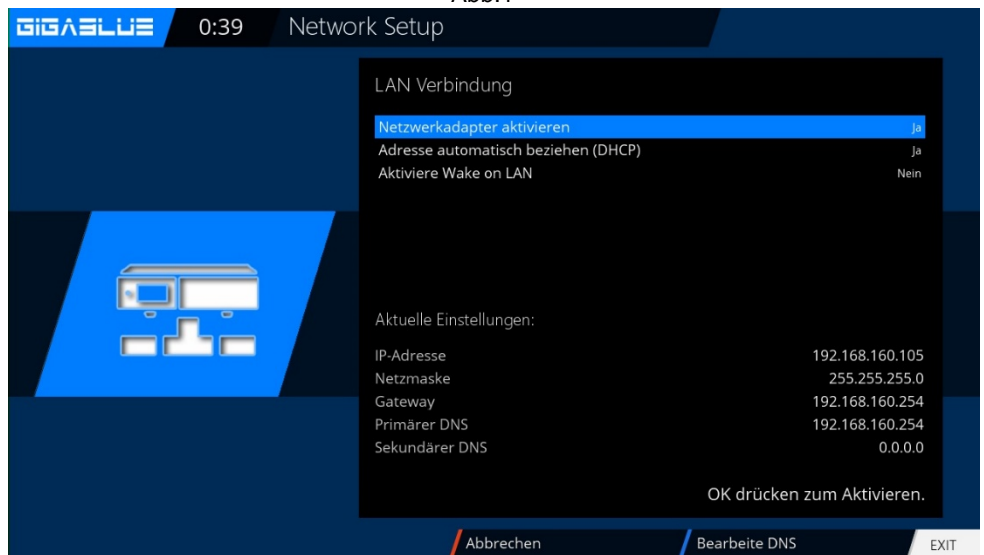 GIGABLUE 0:39 Network Setup
LAN Verbindung
Netzwerkadapter aktivieren Ja
Adresse automatisch beziehen (DHCP) Ja
Aktiviere Wake on LAN Nein
Aktuelle Einstellungen:
IP-Adresse 192.168.160.105
Netzmaske 255.255.255.0
Gateway 192.168.160.254
Primärer DNS 192.168.160.254
Sekundärer DNS 0.0.0.0
OK drücken zum Aktivieren.
Abbrechen Bearbeite DNS EXIT